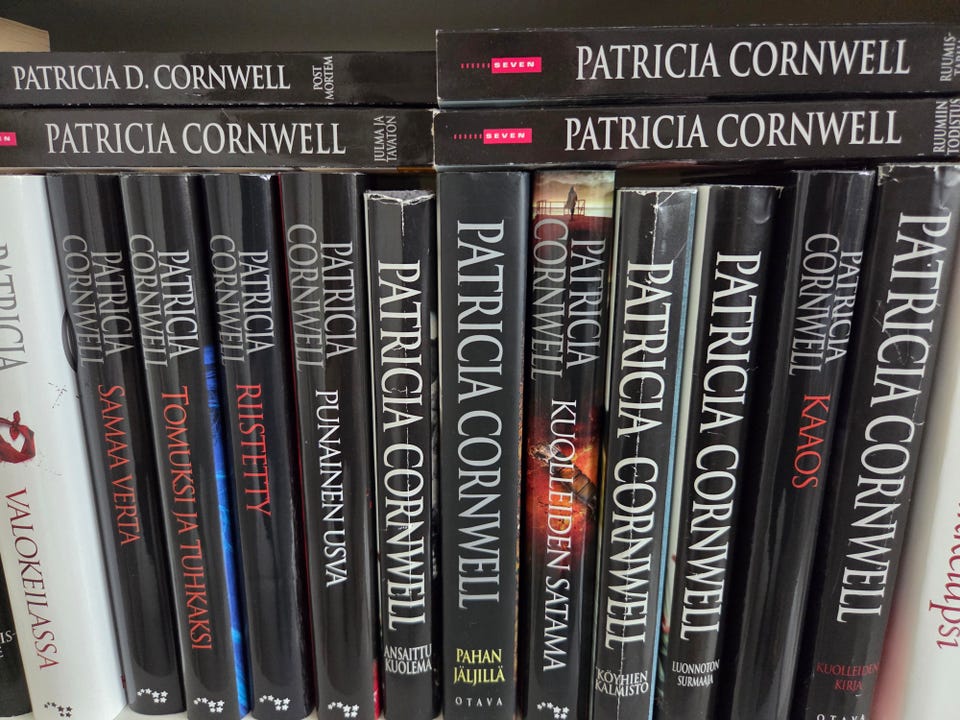 PATRICIA D. CORNWELL
POST
MORTEM
SEVEN
PATRICIA CORNWELL
PATRICIA CORNWELL
JULMA JA
TAVATON
SEVEN
PATRICIA CORNWELL
RUUMIIN
TODISTUS
PATRICIA
VALOKEILASSA
PATRICIA
CORNWELL
SAMAA VERTA
PATRICIA
CORNWELL
TOMUKSI JA TUHKAKSI
PATRICIA
CORNWELL
RIISTETTY
PATRICIA
CORNWELL
PUNAINEN USVA
PATRICIA CORNWELL
ANSAITTU
KUOLEMA
PATRICIA CORNWELL
PAHAN
JÄLJILLÄ
OTAVA
PATRICIA
CORNWELL
KUOLLEIDEN SATAMA
PATRICIA CORNWELL
KÖYHIEN
KALMISTO
PATRICIA CORNWELL
LUONNOTON
SURMAAJA
PATRICIA
CORNWELL
KAAOS
PATRICIA CORNWELL
KUOLLEIDEN
KIRJA
OTAVA